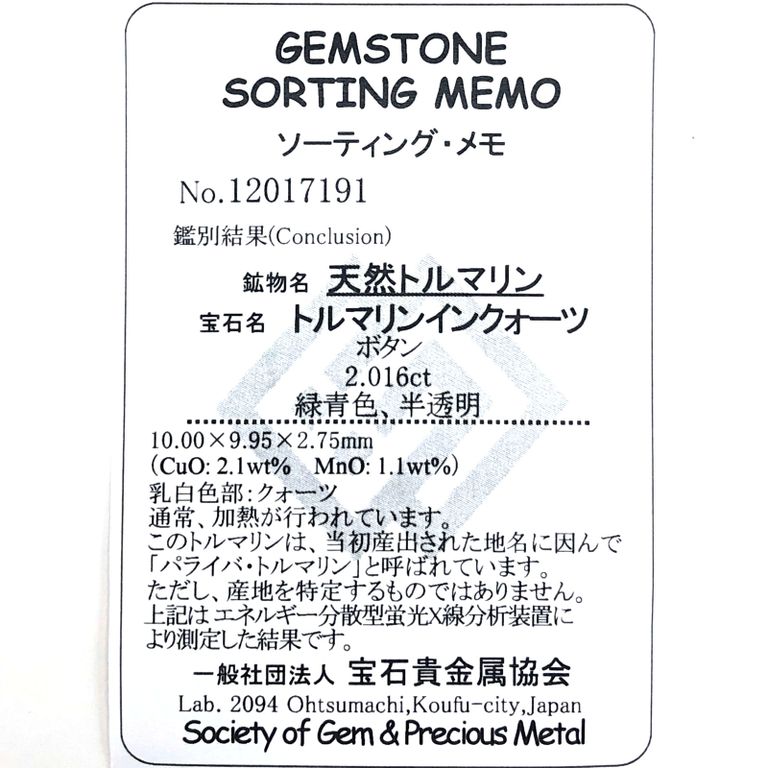 GEMSTONE
SORTING MEMO
ソーティング・メモ
No.12017191
鑑別結果(Conclusion)
鉱物名 天然トルマリン
宝石名 トルマリンインクォーツ
ボタン
2.016ct
緑青色、半透明
10.00×9.95×2.75mm
(CuO: 2.1wt% MnO: 1.1wt%)
乳白色部:クォーツ
通常、加熱が行われています。
このトルマリンは、当初産出された地名に因んで
「パライバ・トルマリン」と呼ばれています。
ただし、産地を特定するものではありません。
上記はエネルギー分散型蛍光X線分析装置に
より測定した結果です。
一般社団法人 宝石貴金属協会
Lab. 2094 Ohtsumachi,Koufu-city,Japan
Society of Gem & Precious Metal